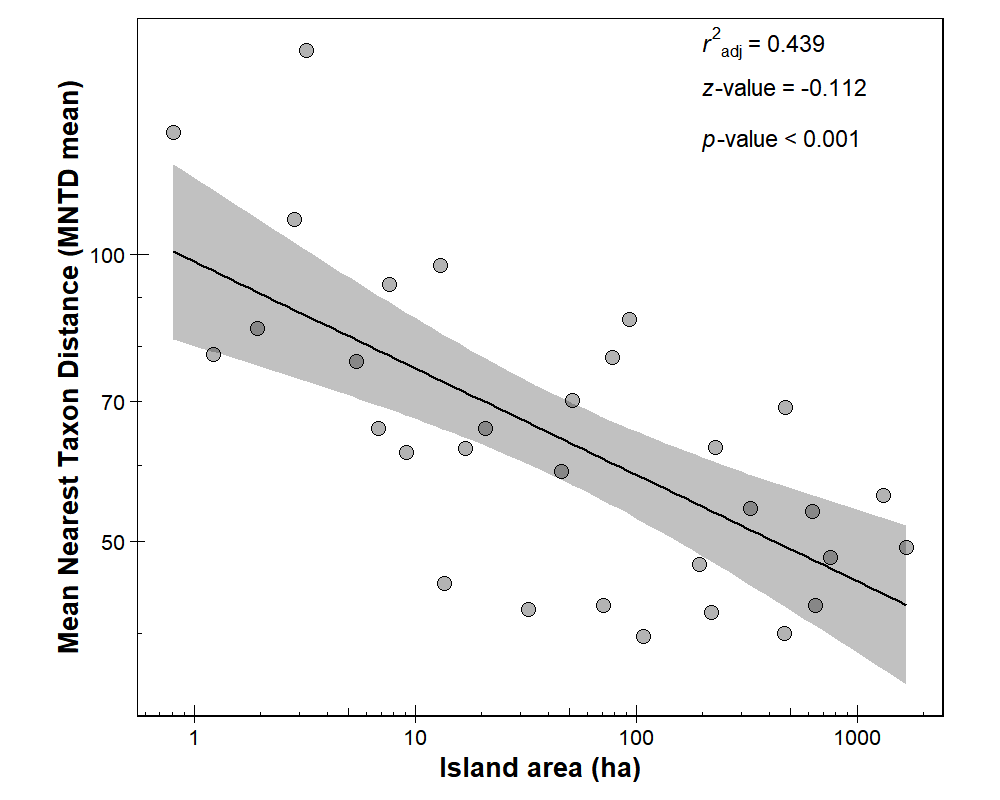 r²adj = 0.439
z-value = -0.112
p-value < 0.001
Mean Nearest Taxon Distance (MNTD mean)
100
70
50
1 10 100 1000
Island area (ha)